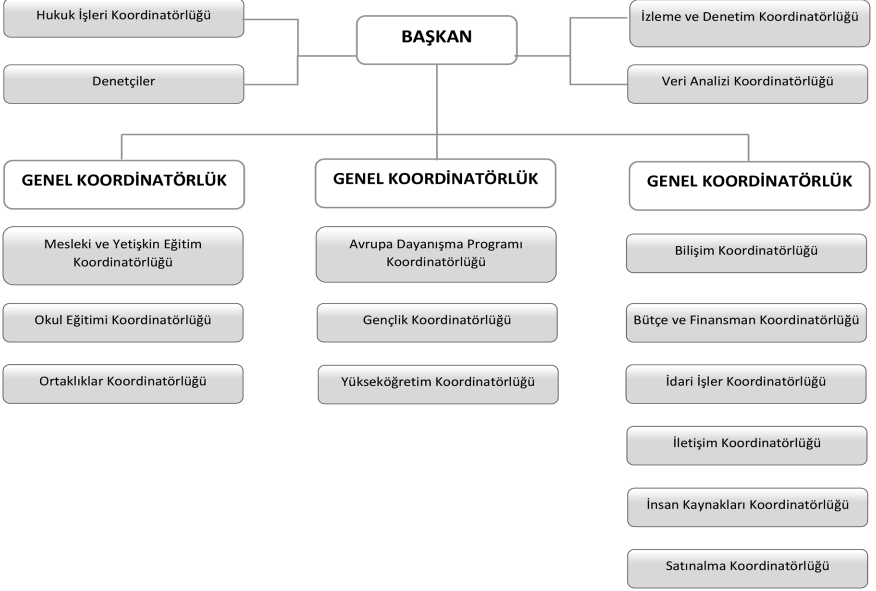 Hukuk İşleri Koordinatörlüğü
BAŞKAN
İzleme ve Denetim Koordinatörlüğü
Denetçiler
Veri Analizi Koordinatörlüğü
GENEL KOORDİNATÖRLÜK
GENEL KOORDİNATÖRLÜK
GENEL KOORDİNATÖRLÜK
Mesleki ve Yetişkin Eğitim
Koordinatörlüğü
Okul Eğitimi Koordinatörlüğü
Ortaklıklar Koordinatörlüğü
Avrupa Dayanışma Programı
Koordinatörlüğü
Gençlik Koordinatörlüğü
Yükseköğretim Koordinatörlüğü
Bilişim Koordinatörlüğü
Bütçe ve Finansman Koordinatörlüğü
İdari İşler Koordinatörlüğü
İletişim Koordinatörlüğü
İnsan Kaynakları Koordinatörlüğü
Satınalma Koordinatörlüğü